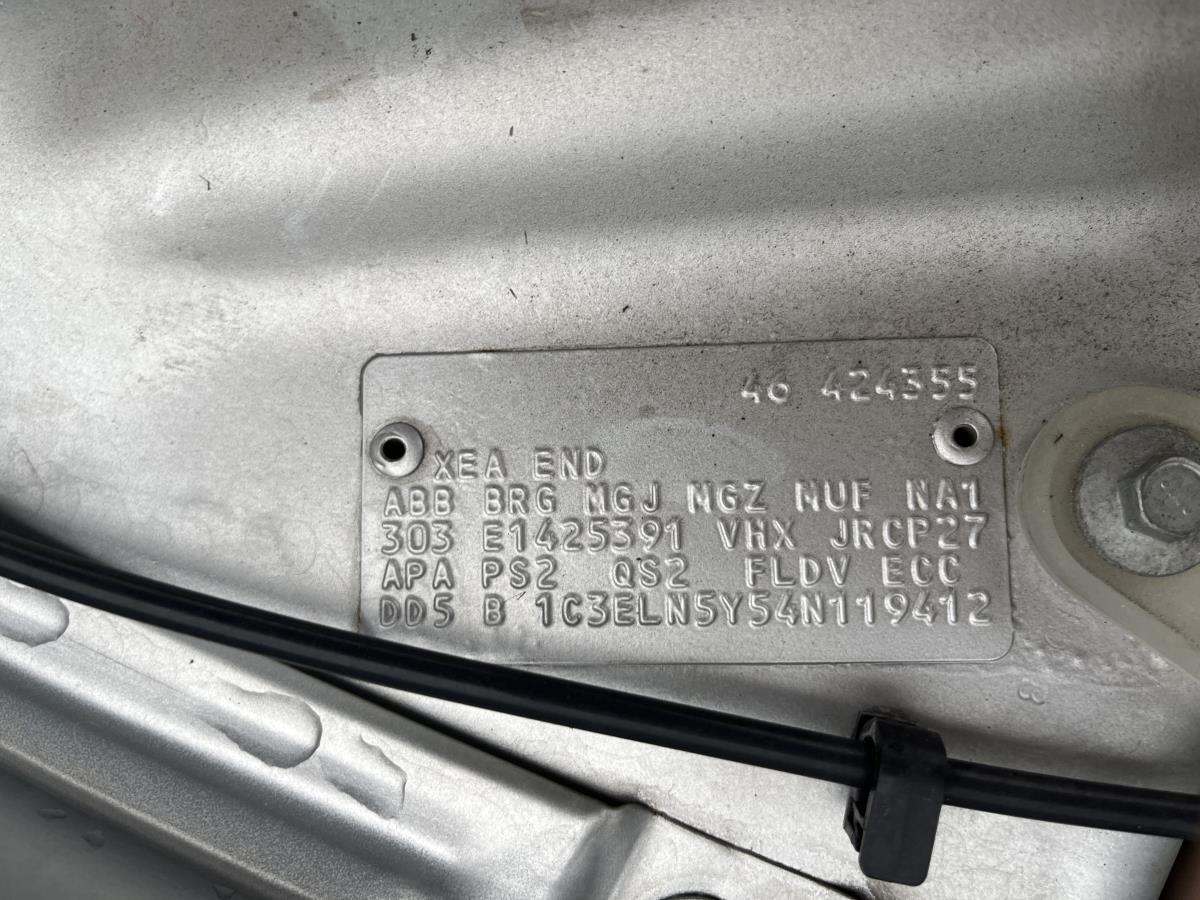 46 424355
XEA END
ABB BRG MGJ MGZ MUF NA1
303 E1425391 VHX JRCP27
APA PS2 QS2 FLDV ECC
DD5 B 1C3ELN5Y54N119412